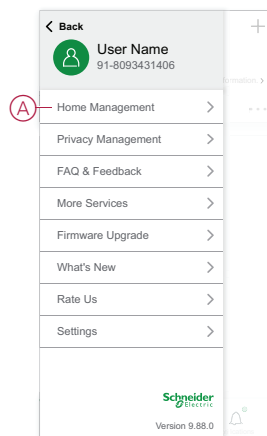 Back
User Name
91-8093431406
A
Home Management
Privacy Management
FAQ & Feedback
More Services
Firmware Upgrade
What's New
Rate Us
Settings
Schneider
Electric
Version 9.88.0